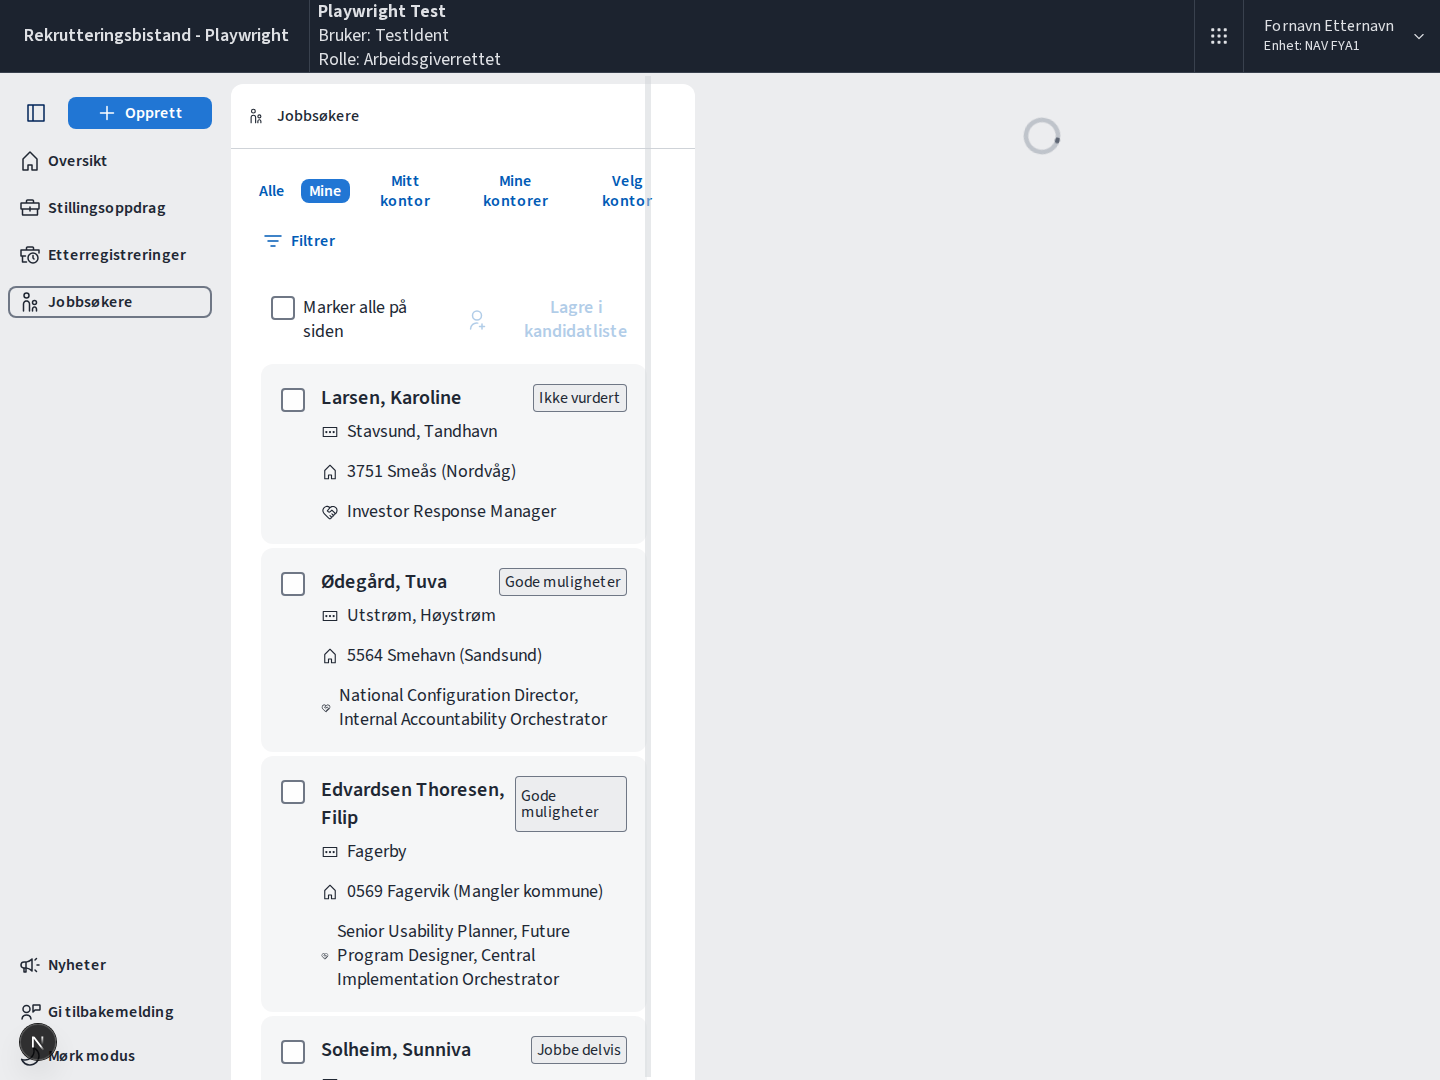 Rekrutteringsbistand - Playwright
Playwright Test
Bruker: TestIdent
Rolle: Arbeidsgiverrettet
Fornavn Etternavn
Enhet: NAV FYA1
Opprett
Oversikt
Stillingsoppdrag
Etterregistreringer
Jobbsøkere
Nyheter
Gi tilbakemelding
N
Mørk modus
Jobbsøkere
Alle
Mine
Mitt
kontor
Mine
kontorer
Velg
kontor
Filtrer
Marker alle på
siden
Lagre i
kandidatliste
Larsen, Karoline
Ikke vurdert
Stavsund, Tandhavn
3751 Smeås (Nordvåg)
Investor Response Manager
Ødegård, Tuva
Gode muligheter
Utstrøm, Høystrøm
5564 Smehavn (Sandsund)
National Configuration Director,
Internal Accountability Orchestrator
Edvardsen Thoresen,
Filip
Gode
muligheter
Fagerby
0569 Fagervik (Mangler kommune)
Senior Usability Planner, Future
Program Designer, Central
Implementation Orchestrator
Solheim, Sunniva
Jobbe delvis